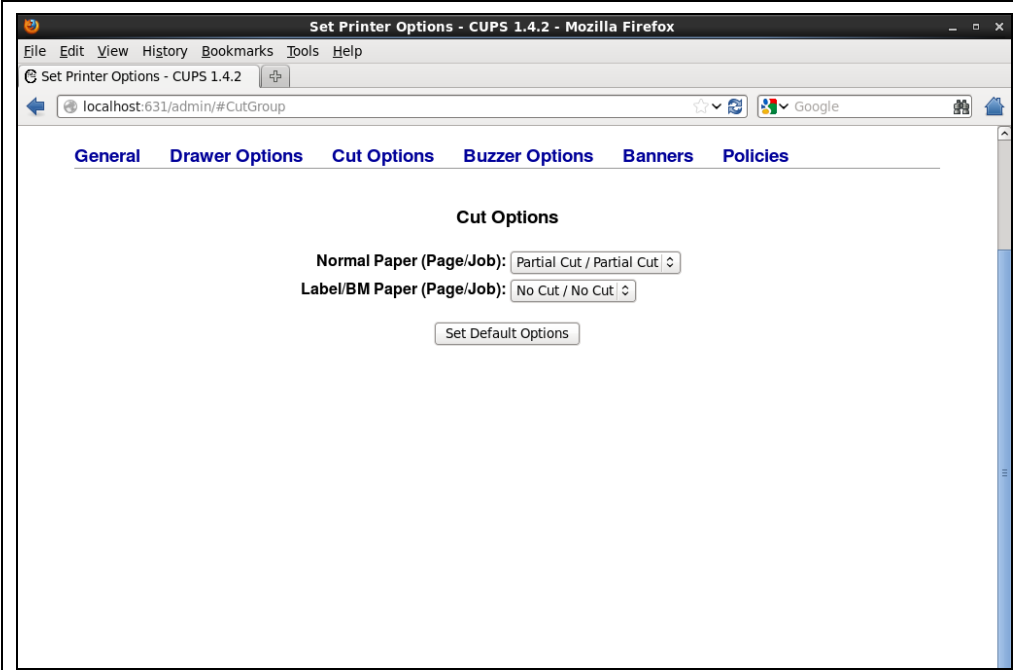 Set Printer Options - CUPS 1.4.2 - Mozilla Firefox
File Edit View History Bookmarks Tools Help
Set Printer Options - CUPS 1.4.2
localhost:631/admin/#CutGroup Google
General Drawer Options Cut Options Buzzer Options Banners Policies
Cut Options
Normal Paper (Page/Job): Partial Cut / Partial Cut
Label/BM Paper (Page/Job): No Cut / No Cut
Set Default Options